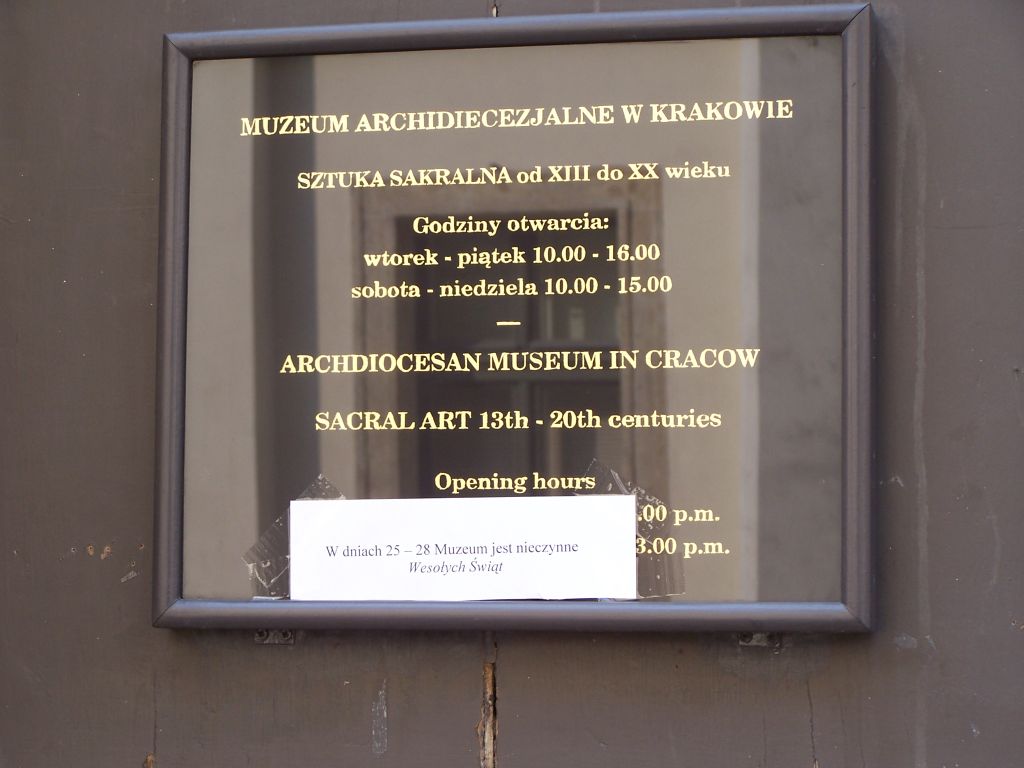 MUZEUM ARCHIDIECEZJALNE W KRAKOWIE
SZTUKA SAKRALNA od XIII do XX wieku
Godziny otwarcia:
wtorek - piątek 10.00 - 16.00
sobota - niedziela 10.00 - 15.00
—
ARCHDIOCESAN MUSEUM IN CRACOW
SACRAL ART 13th - 20th centuries
Opening hours
.00 p.m.
3.00 p.m.
W dniach 25 – 28 Muzeum jest nieczynne
Wesołych Świąt